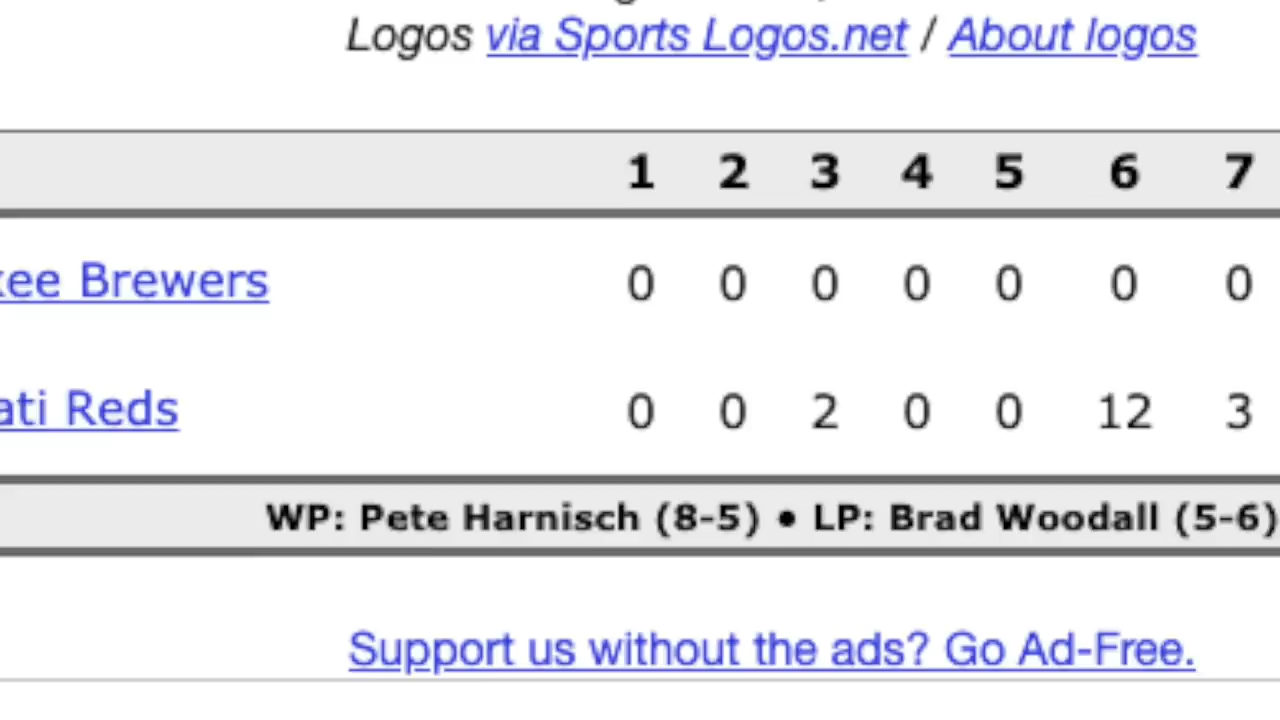 Logos via Sports Logos.net / About logos
1 2 3 4 5 6 7
kee Brewers 0 0 0 0 0 0 0
ati Reds 0 0 2 0 0 12 3
WP: Pete Harnisch (8-5) • LP: Brad Woodall (5-6)
Support us without the ads? Go Ad-Free.